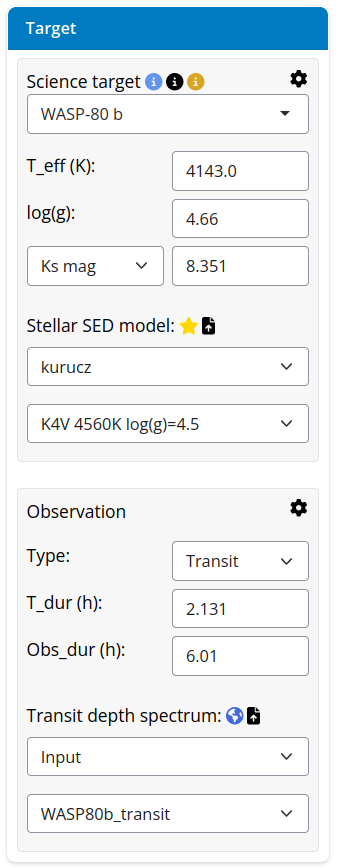 Target
Science target
WASP-80 b
T_eff (K): 4143.0
log(g): 4.66
Ks mag 8.351
Stellar SED model:
kurucz
K4V 4560K log(g)=4.5
Observation
Type: Transit
T_dur (h): 2.131
Obs_dur (h): 6.01
Transit depth spectrum:
Input
WASP80b_transit